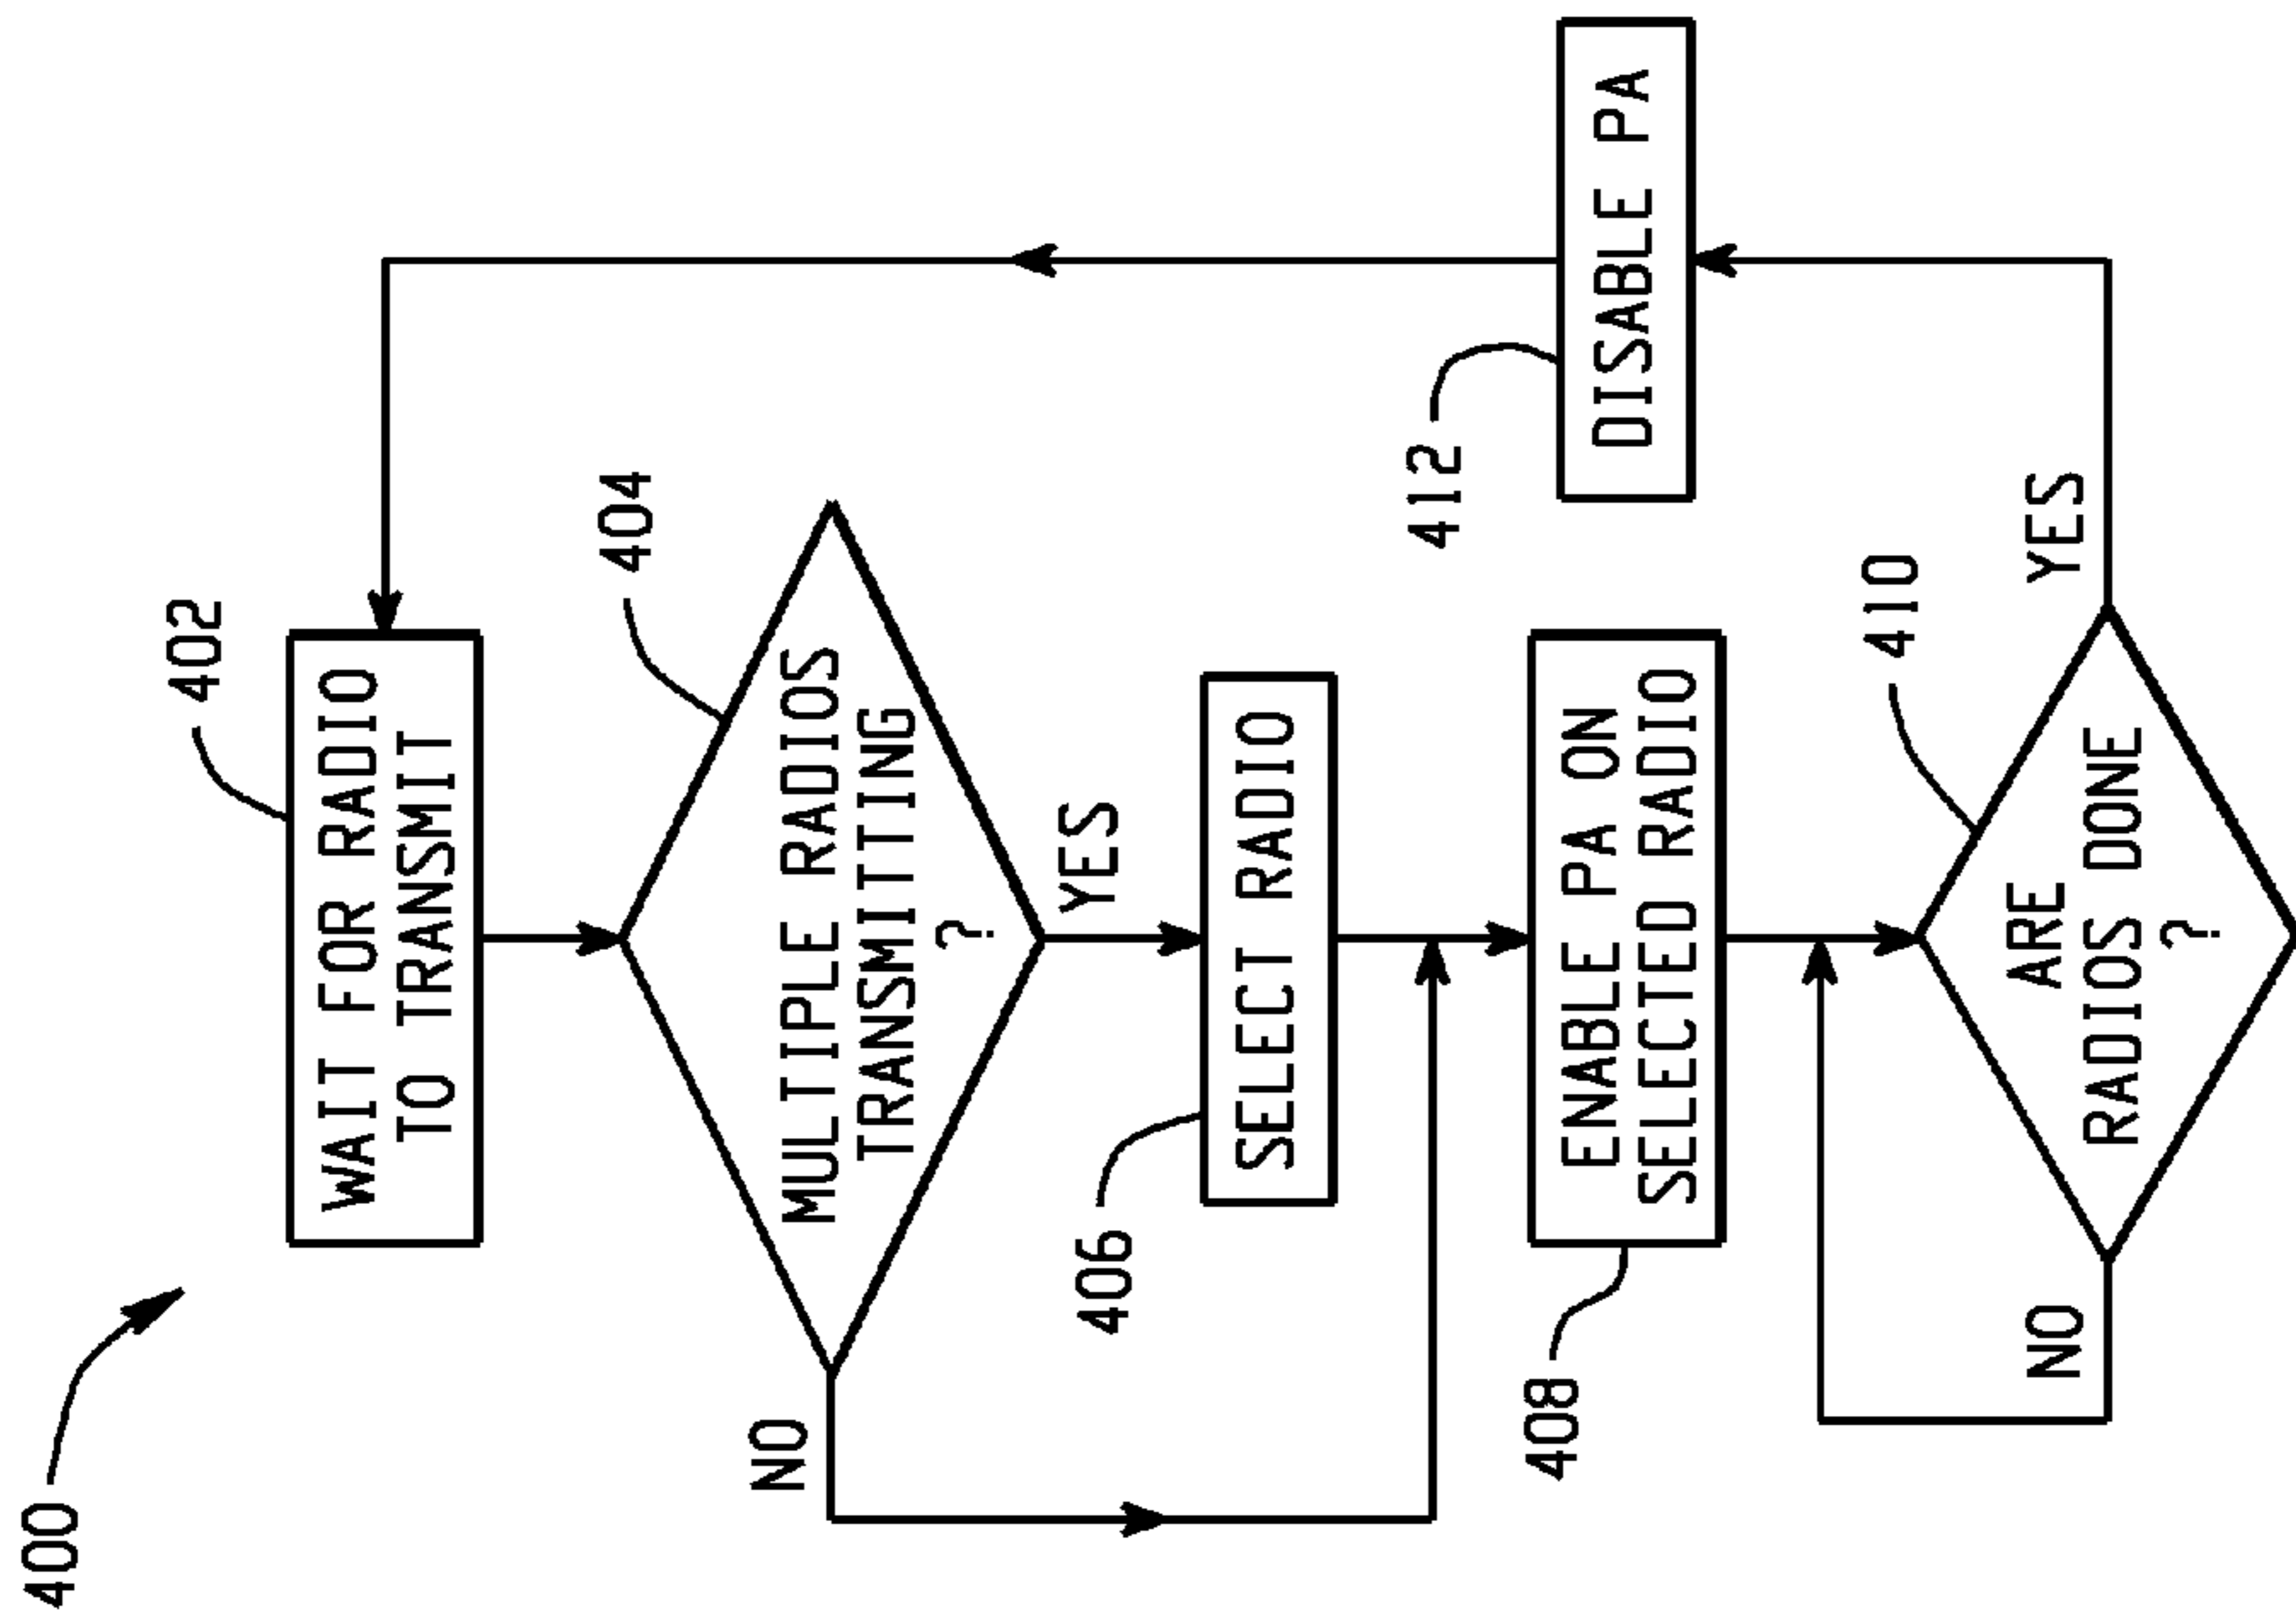 400
402
WAIT FOR RADIO
TO TRANSMIT
404
MULTIPLE RADIOS
TRANSMITTING
?
NO
YES
406
SELECT RADIO
408
ENABLE PA ON
SELECTED RADIO
410
ARE
RADIOS DONE
?
NO
YES
412
DISABLE PA